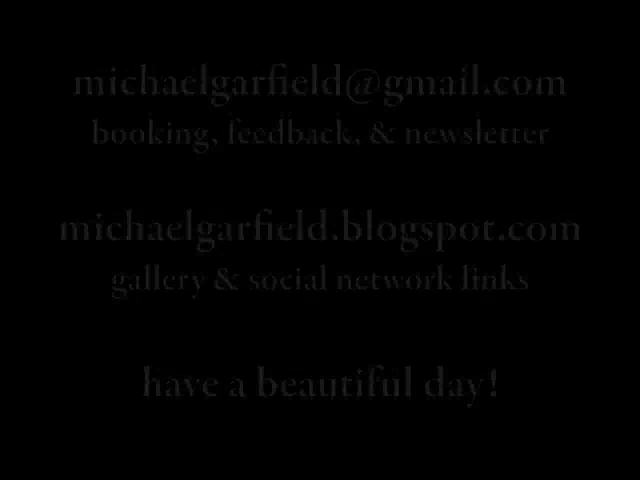 michaelgarfield@gmail.com
booking, feedback, & newsletter
michaelgarfield.blogspot.com
gallery & social network links
have a beautiful day!